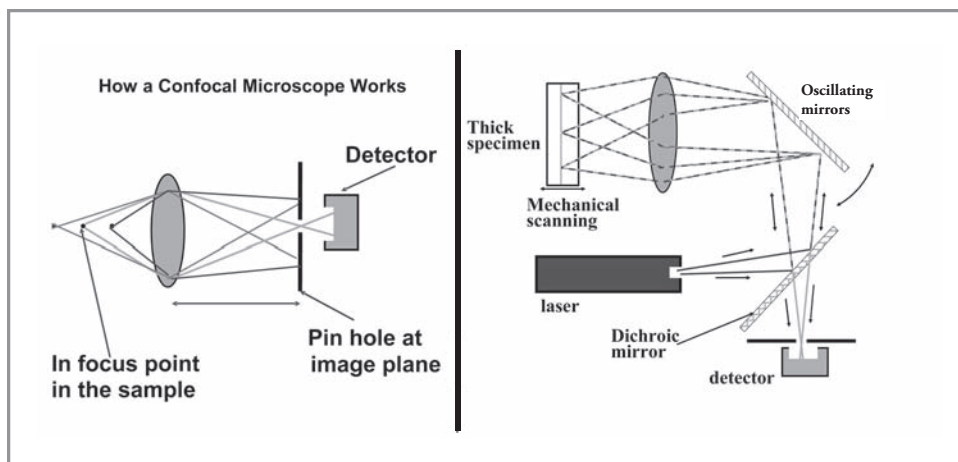 How a Confocal Microscope Works
Detector
Pin hole at
image plane
In focus point
in the sample
Oscillating
mirrors
Thick
specimen
Mechanical
scanning
laser
Dichroic
mirror
detector